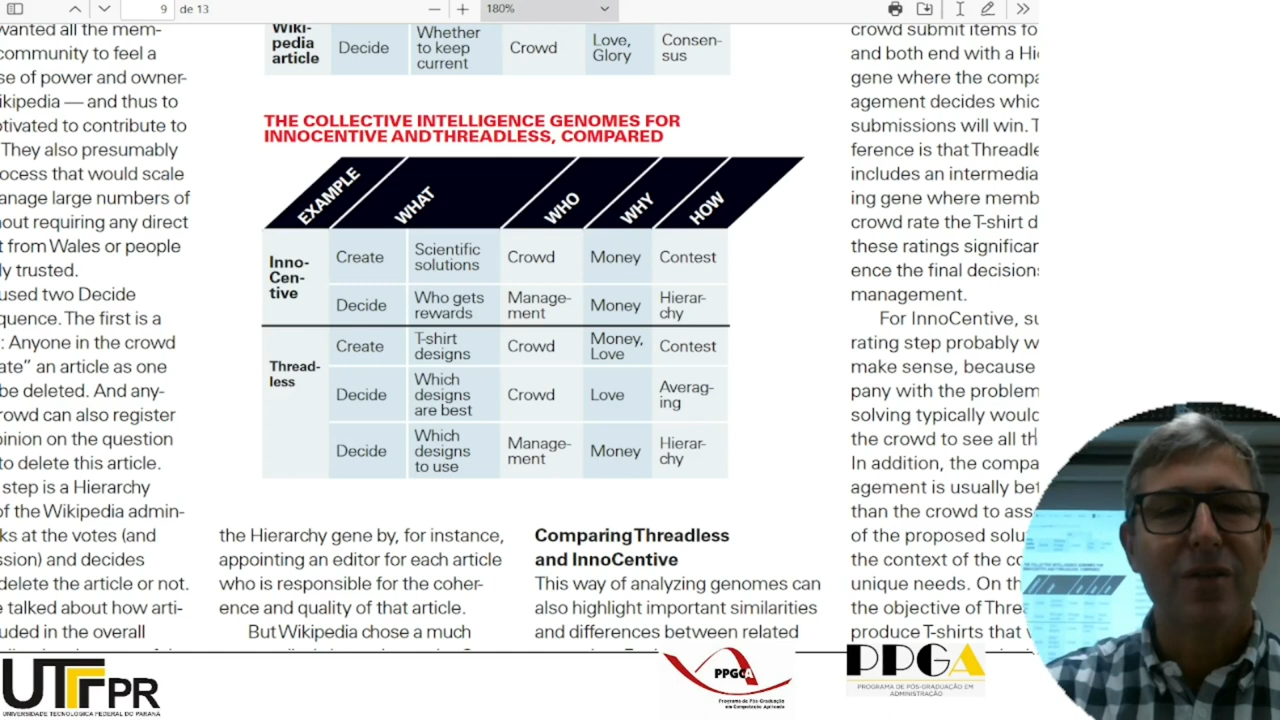 9
de 13
180%
wanted all the mem-
community to feel a
se of power and owner-
ikipedia — and thus to
otivated to contribute to
They also presumably
ocess that would scale
anage large numbers of
out requiring any direct
t from Wales or people
ly trusted.
used two Decide
quence. The first is a
: Anyone in the crowd
ate” an article as one
be deleted. And any-
rowd can also register
pinion on the question
to delete this article.
step is a Hierarchy
of the Wikipedia admin-
ks at the votes (and
ssion) and decides
delete the article or not.
e talked about how arti-
uded in the overall
Wiki-
pedia
article
Decide
Whether
to keep
current
Crowd
Love,
Glory
Consen-
sus
THE COLLECTIVE INTELLIGENCE GENOMES FOR
INNOCENTIVE AND THREADLESS, COMPARED
EXAMPLE
WHAT
WHO
WHY
HOW
Inno-
Cen-
tive
Create
Scientific
solutions
Crowd
Money
Contest
Decide
Who gets
rewards
Manage-
ment
Money
Hierar-
chy
Thread-
less
Create
T-shirt
designs
Crowd
Money,
Love
Contest
Decide
Which
designs
are best
Crowd
Love
Averag-
ing
Decide
Which
designs
to use
Manage-
ment
Money
Hierar-
chy
the Hierarchy gene by, for instance,
appointing an editor for each article
who is responsible for the coher-
ence and quality of that article.
But Wikipedia chose a much
Comparing Threadless
and InnoCentive
This way of analyzing genomes can
also highlight important similarities
and differences between related
crowd submit items fo
and both end with a Hi
gene where the compa
agement decides whic
submissions will win. T
ference is that Threadle
includes an intermedia
ing gene where memb
crowd rate the T-shirt d
these ratings significan
ence the final decisions
management.
For InnoCentive, su
rating step probably w
make sense, because
pany with the problem
solving typically would
the crowd to see all th
In addition, the compa
agement is usually bet
than the crowd to ass
of the proposed solu
the context of the co
unique needs. On th
the objective of Threa
produce T-shirts that
UTFPR
UNIVERSIDADE TECNOLÓGICA FEDERAL DO PARANÁ
PPGCA
Programa de Pós-Graduação
em Computação Aplicada
PPGA
PROGRAMA DE PÓS-GRADUAÇÃO EM
ADMINISTRAÇÃO